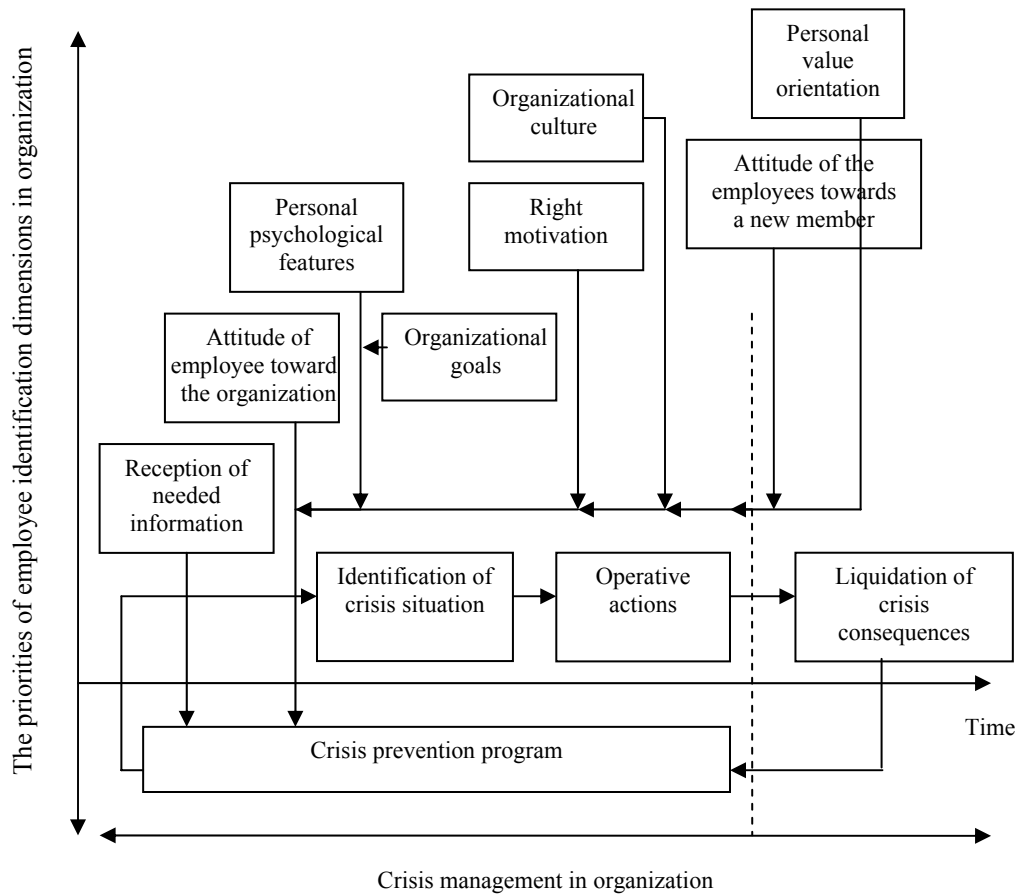 The priorities of employee identification dimensions in organization
Personal
value
orientation
Organizational
culture
Attitude of the
employees towards
a new member
Personal
psychological
features
Right
motivation
Attitude of
employee toward
the organization
Organizational
goals
Reception of
needed
information
Identification of
crisis situation
Operative
actions
Liquidation of
crisis
consequences
Time
Crisis prevention program
Crisis management in organization